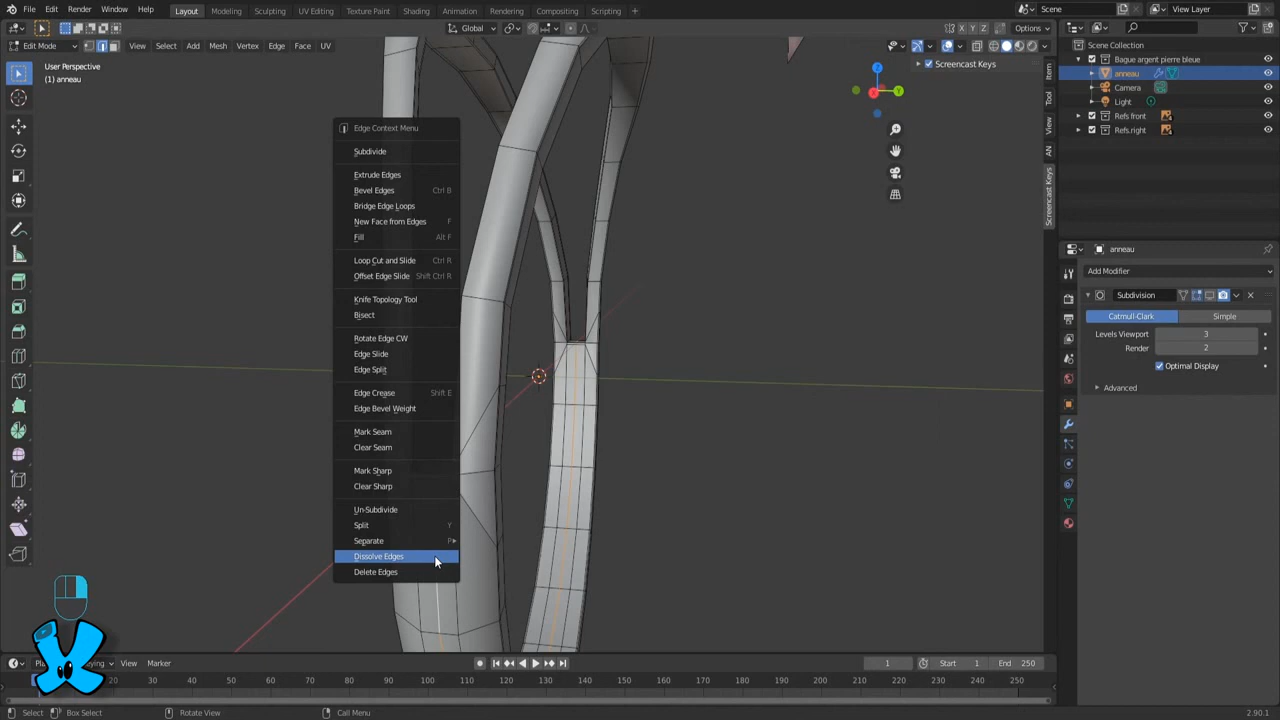 File Edit Render Window Help
Layout Modeling Sculpting UV Editing Texture Paint Shading Animation Rendering Compositing Scripting +
Scene
View Layer
Edit Mode View Select Add Mesh Vertex Edge Face UV
Global
X Y Z
Options
User Perspective
(1) anneau
Screencast Keys
Z
Y
X
Item
Tool
View
AN
Screencast Keys
Scene Collection
Bague argent pierre bleue
anneau
Camera
Light
Refs front
Refs.right
anneau
Add Modifier
Subdivision
Catmull-Clark Simple
Levels Viewport 3
Render 2
Optimal Display
Advanced
Edge Context Menu
Subdivide
Extrude Edges
Bevel Edges Ctrl B
Bridge Edge Loops
New Face from Edges F
Fill Alt F
Loop Cut and Slide Ctrl R
Offset Edge Slide Shift Ctrl R
Knife Topology Tool
Bisect
Rotate Edge CW
Edge Slide
Edge Split
Edge Crease Shift E
Edge Bevel Weight
Mark Seam
Clear Seam
Mark Sharp
Clear Sharp
Un-Subdivide
Split Y
Separate P
Dissolve Edges
Delete Edges
View Marker
1 Start 1 End 250
20 30 40 50 60 70 80 90 100 110 120 130 140 150 160 170 180 190 200 210 220 230 240 250
Select Box Select Rotate View Call Menu 2.90.1